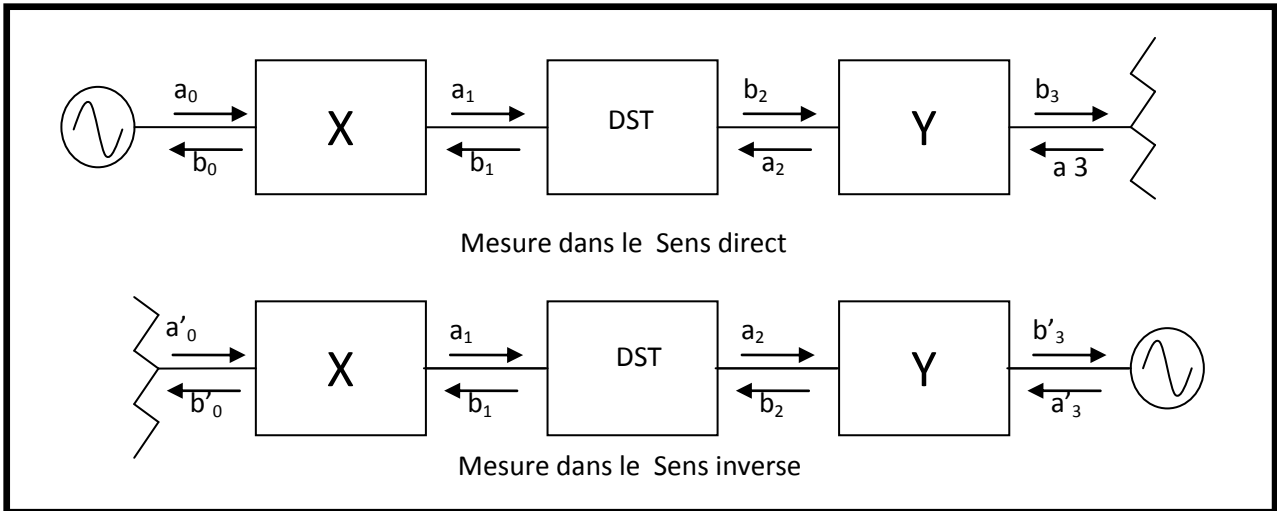 a₀ a₁ b₂ b₃
X DST Y
b₀ b₁ a₂ a 3
Mesure dans le Sens direct
a’₀ a₁ a₂ b’₃
X DST Y
b’₀ b₁ b₂ a’₃
Mesure dans le Sens inverse